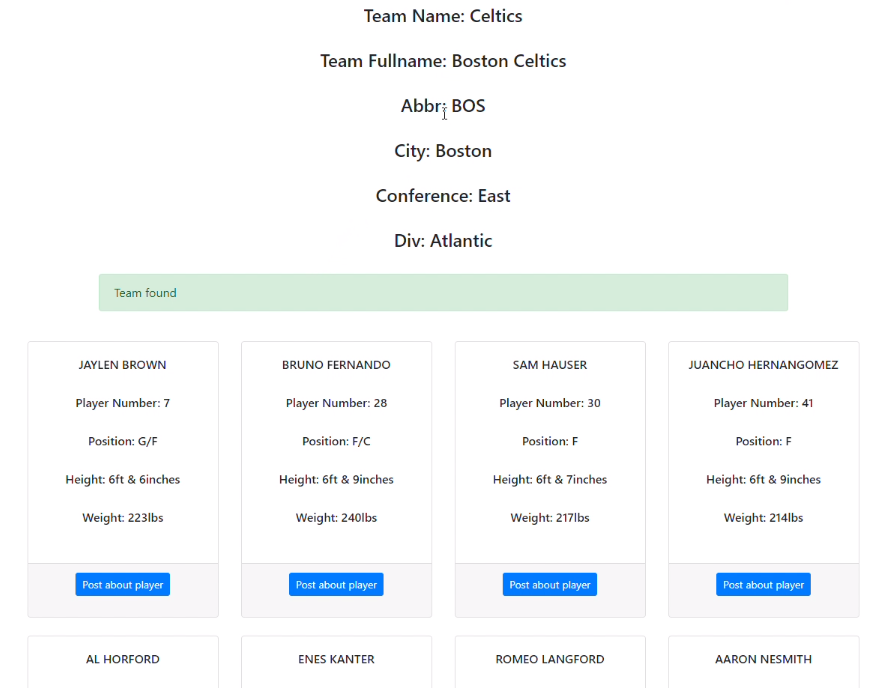 Team Name: Celtics
Team Fullname: Boston Celtics
Abbr: BOS
City: Boston
Conference: East
Div: Atlantic
Team found
JAYLEN BROWN
Player Number: 7
Position: G/F
Height: 6ft & 6inches
Weight: 223lbs
Post about player
BRUNO FERNANDO
Player Number: 28
Position: F/C
Height: 6ft & 9inches
Weight: 240lbs
Post about player
SAM HAUSER
Player Number: 30
Position: F
Height: 6ft & 7inches
Weight: 217lbs
Post about player
JUANCHO HERNANGOMEZ
Player Number: 41
Position: F
Height: 6ft & 9inches
Weight: 214lbs
Post about player
AL HORFORD
ENES KANTER
ROMEO LANGFORD
AARON NESMITH